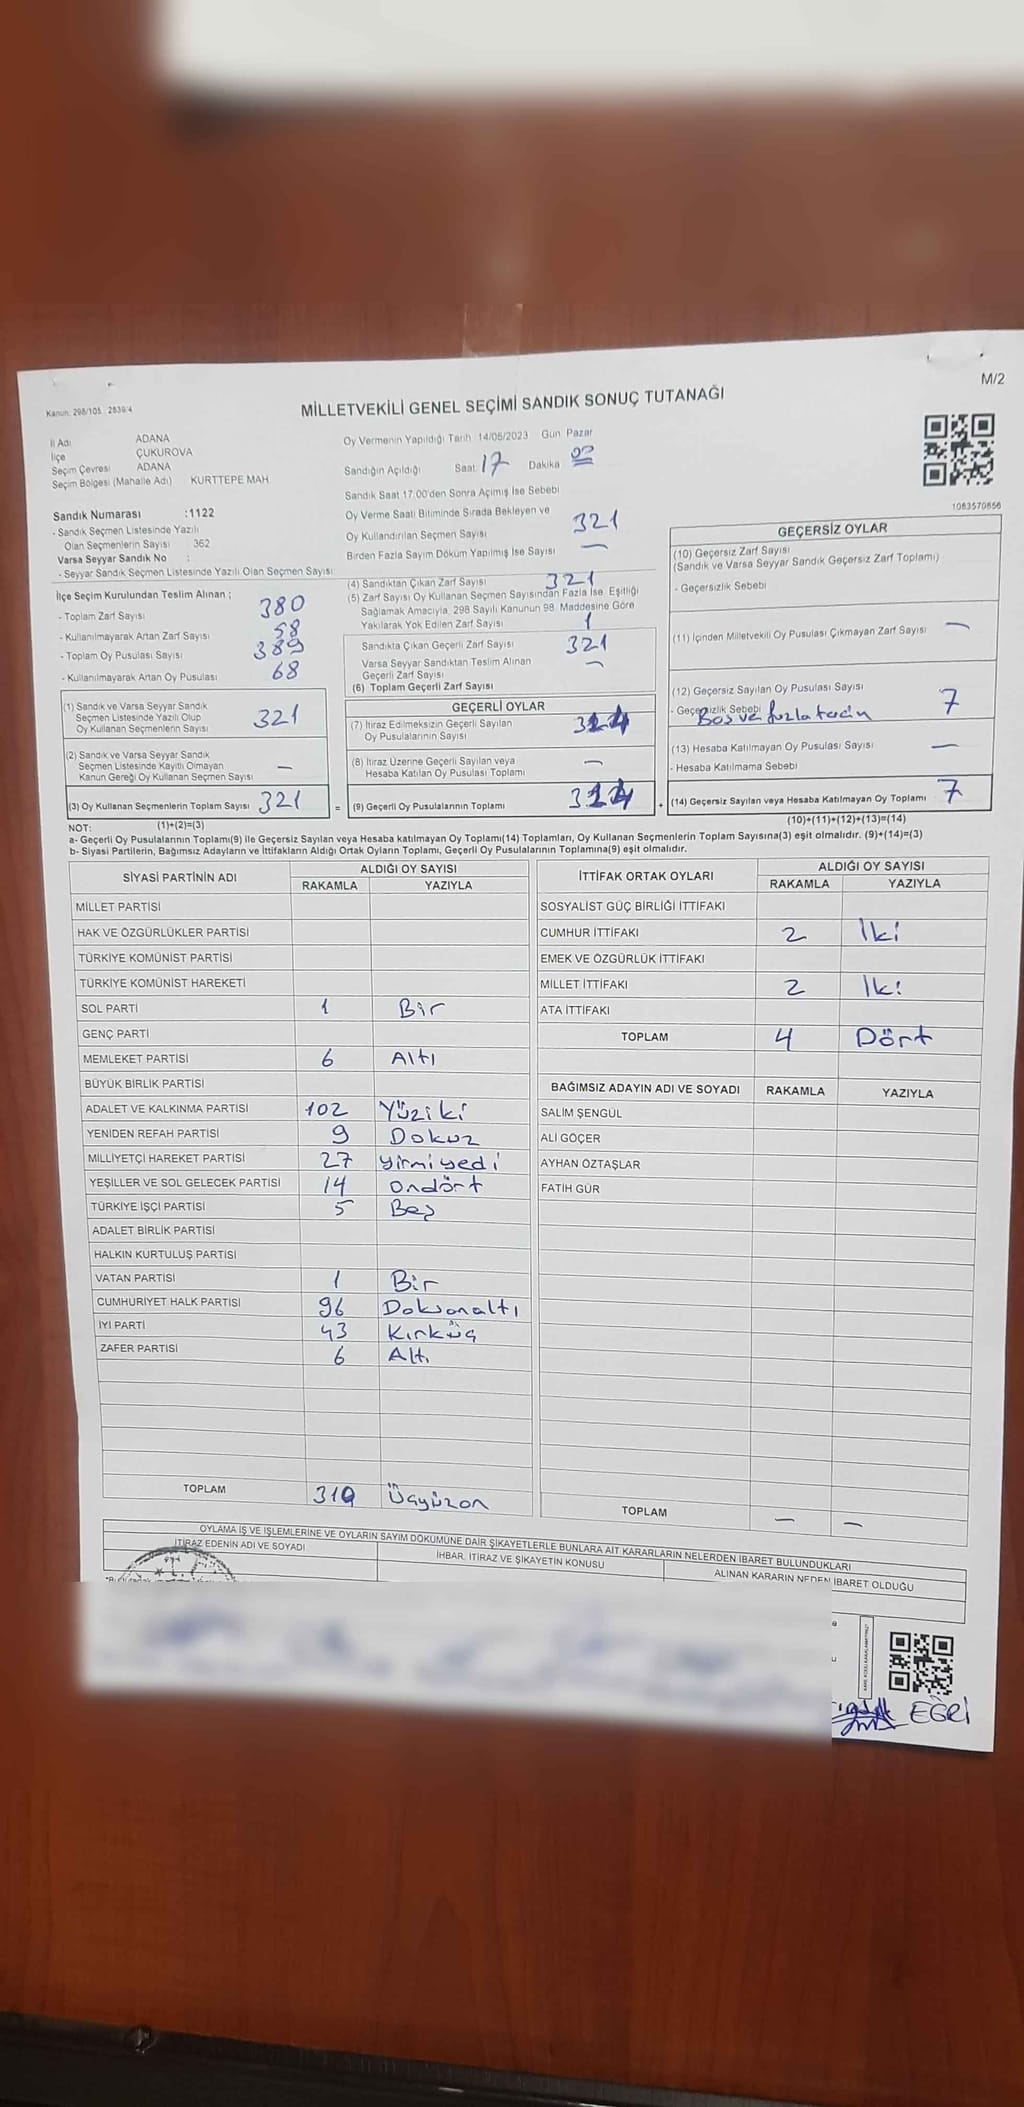 M/2
Kanun: 298/105 , 2839/4
MİLLETVEKİLİ GENEL SEÇİMİ SANDIK SONUÇ TUTANAĞI
İl Adı ADANA
İlçe ÇUKUROVA
Seçim Çevresi ADANA
Seçim Bölgesi (Mahalle Adı) KURTTEPE MAH
Sandık Numarası :1122
- Sandık Seçmen Listesinde Yazılı
Olan Seçmenlerin Sayısı 362
Varsa Seyyar Sandık No :
- Seyyar Sandık Seçmen Listesinde Yazılı Olan Seçmen Sayısı:
Oy Vermenin Yapıldığı Tarih :14/05/2023 Gün Pazar
Sandığın Açıldığı Saat 17 Dakika
Sandık Saat 17:00'den Sonra Açılmış İse Sebebi
Oy Verme Saati Bitiminde Sırada Bekleyen ve
Oy Kullandırılan Seçmen Sayısı 321
Birden Fazla Sayım Döküm Yapılmış İse Sayısı —
1083570656
İlçe Seçim Kurulundan Teslim Alınan ;
- Toplam Zarf Sayısı 380
- Kullanılmayarak Artan Zarf Sayısı 58
- Toplam Oy Pusulası Sayısı 389
- Kullanılmayarak Artan Oy Pusulası 68
(4) Sandıktan Çıkan Zarf Sayısı 321
(5) Zarf Sayısı Oy Kullanan Seçmen Sayısından Fazla İse, Eşitliği
Sağlamak Amacıyla, 298 Sayılı Kanunun 98. Maddesine Göre
Yakılarak Yok Edilen Zarf Sayısı 1
Sandıkta Çıkan Geçerli Zarf Sayısı 321
Varsa Seyyar Sandıktan Teslim Alınan
Geçerli Zarf Sayısı —
(6) Toplam Geçerli Zarf Sayısı
GEÇERSİZ OYLAR
(10) Geçersiz Zarf Sayısı
(Sandık ve Varsa Seyyar Sandık Geçersiz Zarf Toplamı)
- Geçersizlik Sebebi
(11) İçinden Milletvekili Oy Pusulası Çıkmayan Zarf Sayısı —
(12) Geçersiz Sayılan Oy Pusulası Sayısı 7
- Geçersizlik Sebebi Boş ve fazla tercih
(13) Hesaba Katılmayan Oy Pusulası Sayısı —
- Hesaba Katılmama Sebebi
(14) Geçersiz Sayılan veya Hesaba Katılmayan Oy Toplamı 7
(10)+(11)+(12)+(13)=(14)
(1) Sandık ve Varsa Seyyar Sandık
Seçmen Listesinde Yazılı Olup
Oy Kullanan Seçmenlerin Sayısı 321
(2) Sandık ve Varsa Seyyar Sandık
Seçmen Listesinde Kayıtlı Olmayan
Kanun Gereği Oy Kullanan Seçmen Sayısı —
(3) Oy Kullanan Seçmenlerin Toplam Sayısı 321
(1)+(2)=(3)
GEÇERLİ OYLAR
(7) İtiraz Edilmeksizin Geçerli Sayılan
Oy Pusulalarının Sayısı 314
(8) İtiraz Üzerine Geçerli Sayılan veya
Hesaba Katılan Oy Pusulası Toplamı —
= (9) Geçerli Oy Pusulalarının Toplamı 314 +
NOT:
a- Geçerli Oy Pusulalarının Toplamı(9) ile Geçersiz Sayılan veya Hesaba katılmayan Oy Toplamı(14) Toplamları, Oy Kullanan Seçmenlerin Toplam Sayısına(3) eşit olmalıdır. (9)+(14)=(3)
b- Siyasi Partilerin, Bağımsız Adayların ve İttifakların Aldığı Ortak Oyların Toplamı, Geçerli Oy Pusulalarının Toplamına(9) eşit olmalıdır.
SİYASİ PARTİNİN ADI ALDIĞI OY SAYISI
RAKAMLA YAZIYLA
MİLLET PARTİSİ
HAK VE ÖZGÜRLÜKLER PARTİSİ
TÜRKİYE KOMÜNİST PARTİSİ
TÜRKİYE KOMÜNİST HAREKETİ
SOL PARTİ 1 Bir
GENÇ PARTİ
MEMLEKET PARTİSİ 6 Altı
BÜYÜK BİRLİK PARTİSİ
ADALET VE KALKINMA PARTİSİ 102 Yüziki
YENİDEN REFAH PARTİSİ 9 Dokuz
MİLLİYETÇİ HAREKET PARTİSİ 27 yirmiyedi
YEŞİLLER VE SOL GELECEK PARTİSİ 14 ondört
TÜRKİYE İŞÇİ PARTİSİ 5 Beş
ADALET BİRLİK PARTİSİ
HALKIN KURTULUŞ PARTİSİ
VATAN PARTİSİ 1 Bir
CUMHURİYET HALK PARTİSİ 96 Doksanaltı
İYİ PARTİ 43 Kırküç
ZAFER PARTİSİ 6 Altı
TOPLAM 310 Üçyüzon
İTTİFAK ORTAK OYLARI ALDIĞI OY SAYISI
RAKAMLA YAZIYLA
SOSYALİST GÜÇ BİRLİĞİ İTTİFAKI
CUMHUR İTTİFAKI 2 İki
EMEK VE ÖZGÜRLÜK İTTİFAKI
MİLLET İTTİFAKI 2 İki
ATA İTTİFAKI
TOPLAM 4 Dört
BAĞIMSIZ ADAYIN ADI VE SOYADI RAKAMLA YAZIYLA
SALİM ŞENGÜL
ALİ GÖÇER
AYHAN ÖZTAŞLAR
FATİH GÜR
TOPLAM — —
OYLAMA İŞ VE İŞLEMLERİNE VE OYLARIN SAYIM DÖKÜMÜNE DAİR ŞİKAYETLERLE BUNLARA AİT KARARLARIN NELERDEN İBARET BULUNDUKLARI
İTİRAZ EDENİN ADI VE SOYADI İHBAR, İTİRAZ VE ŞİKAYETİN KONUSU ALINAN KARARIN NEDEN İBARET OLDUĞU
EĞRİ